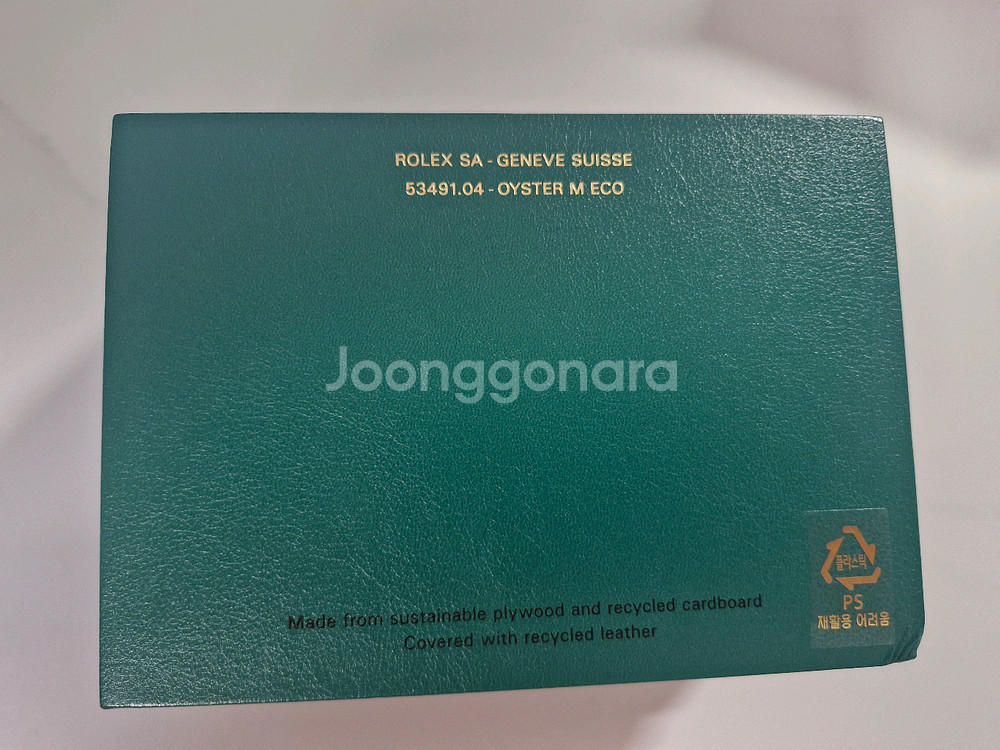 ROLEX SA - GENEVE SUISSE
53491.04 - OYSTER M ECO
Joonggonara
플라스틱
PS
재활용 어려움
Made from sustainable plywood and recycled cardboard
Covered with recycled leather